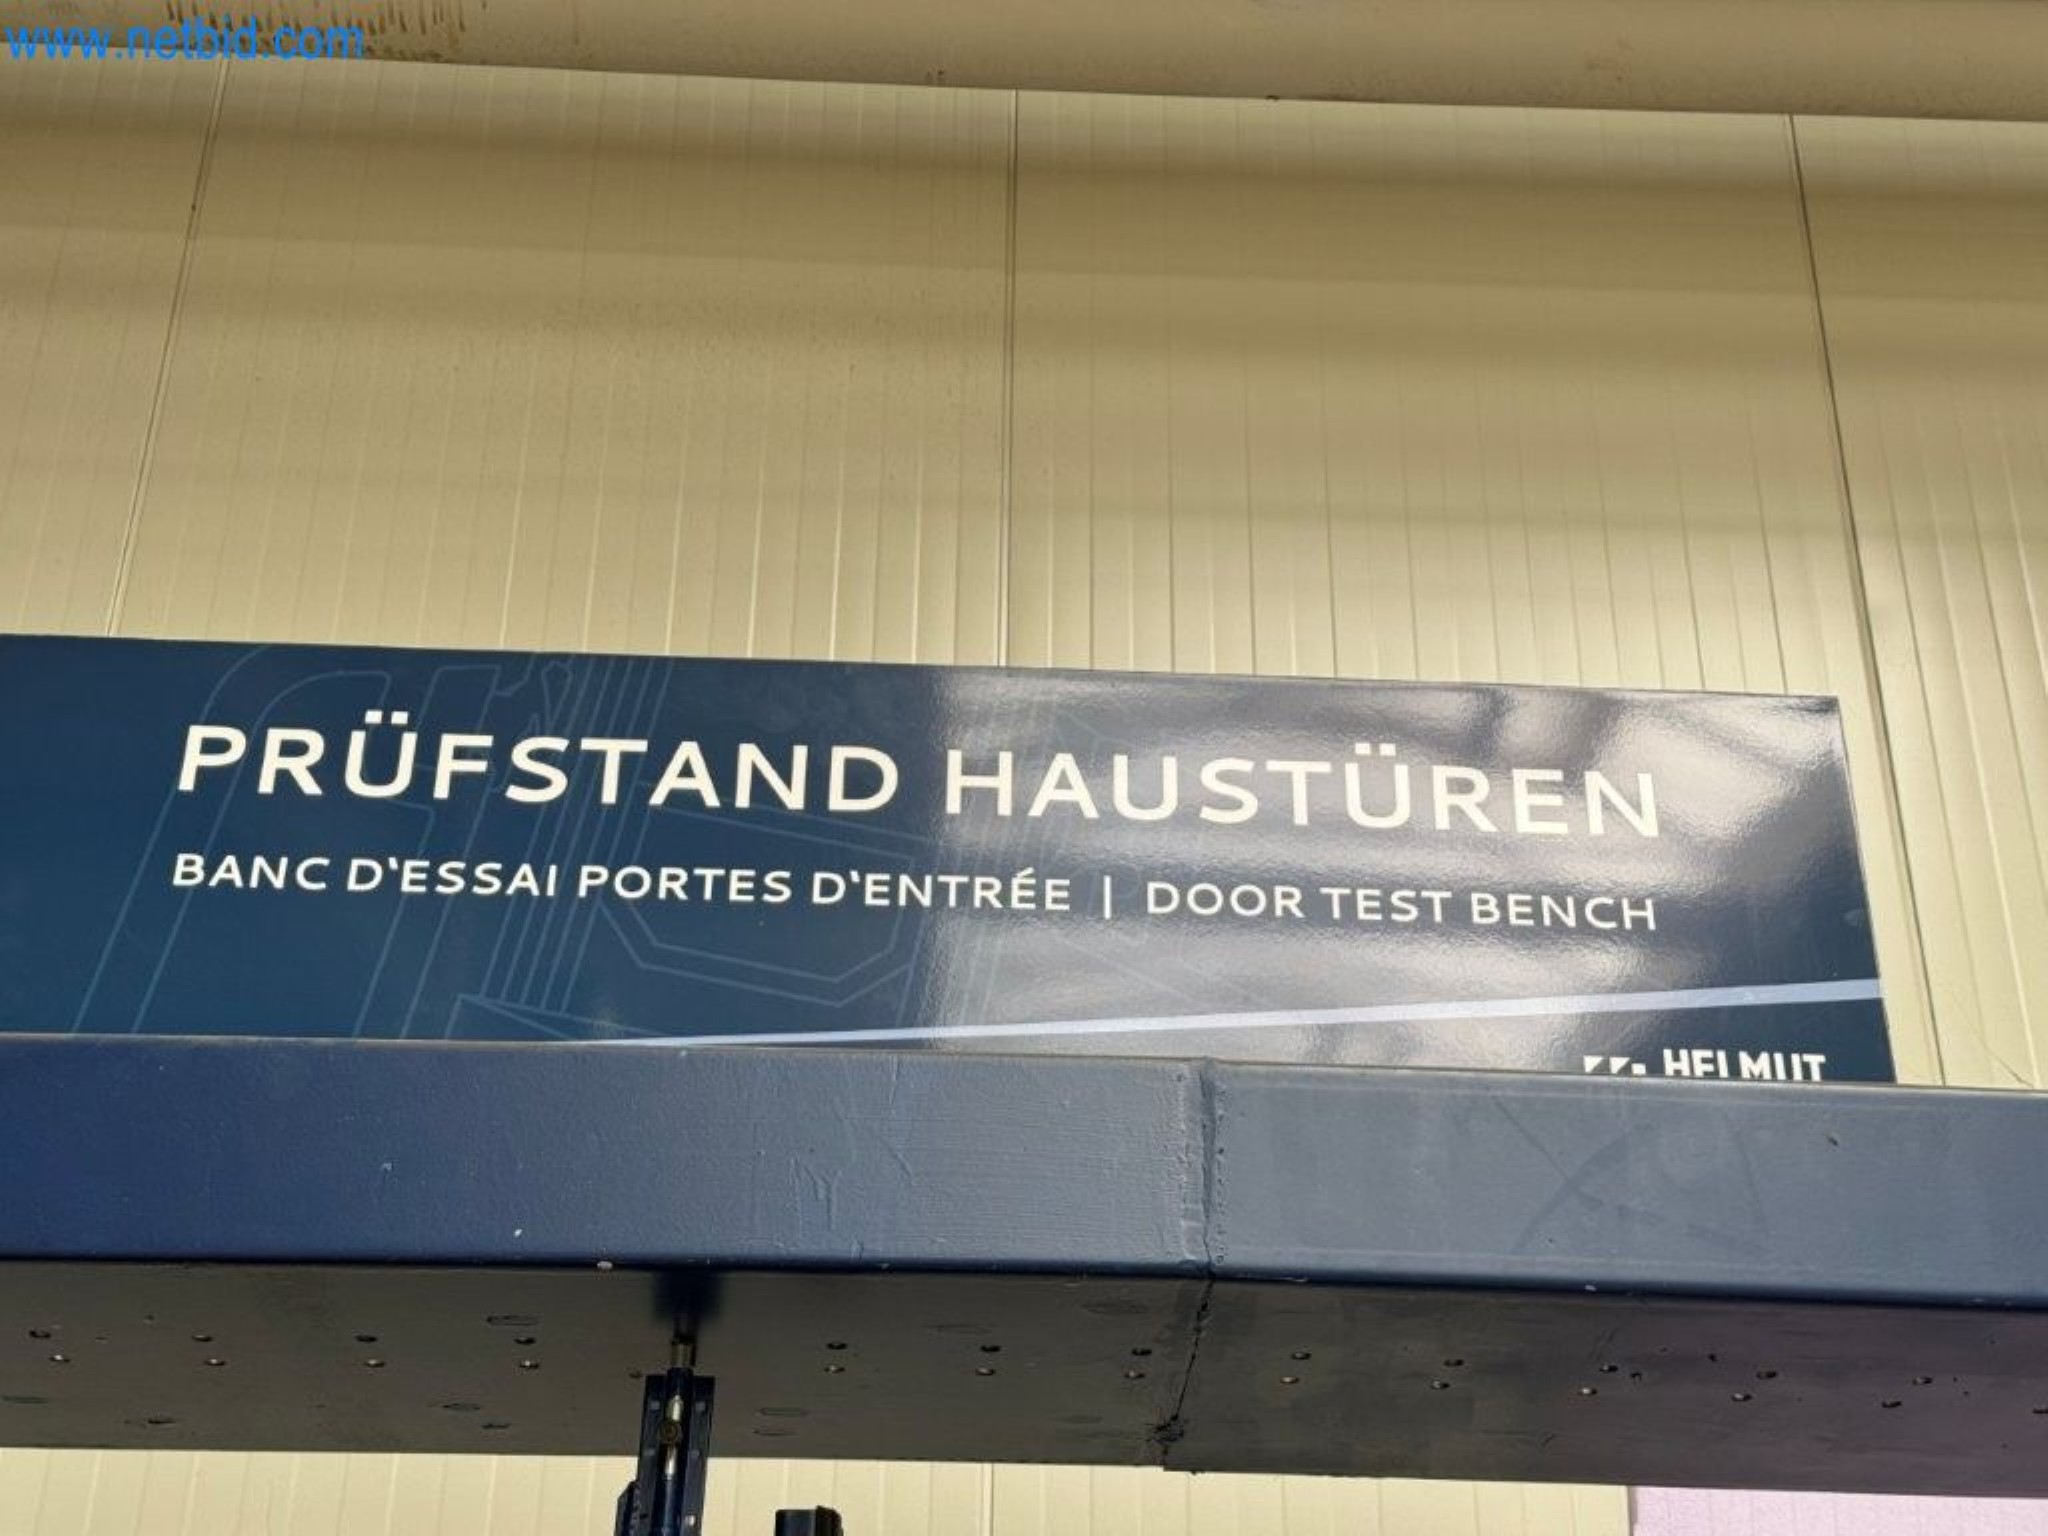 www.netbid.com
PRÜFSTAND HAUSTÜREN
BANC D‘ESSAI PORTES D‘ENTRÉE | DOOR TEST BENCH
HELMUT